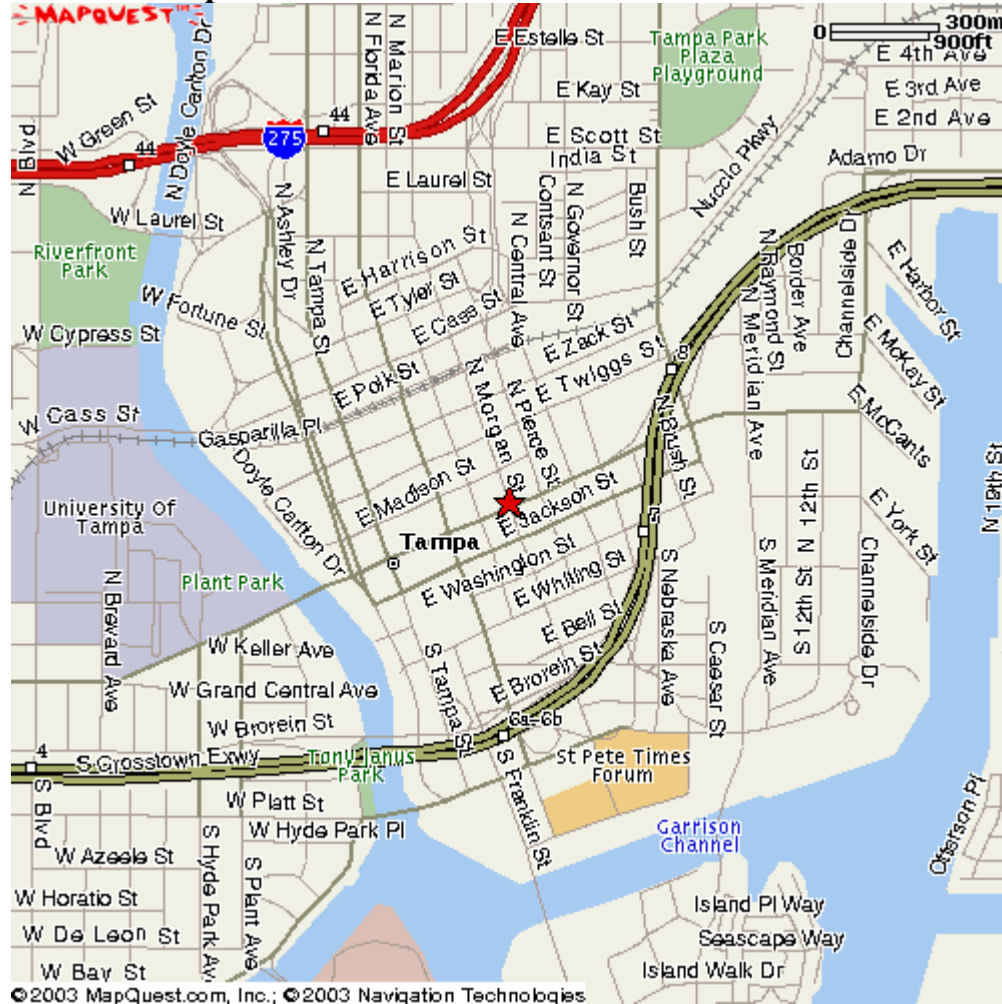 MAPQUEST
0 300m
900ft
N Doyle Carlton Dr
N Florida Ave
N Marion St
E Estelle St
Tampa Park
Plaza
Playground
E 4th Ave
E 3rd Ave
E 2nd Ave
E Kay St
W Green St
44
44
275
N Blvd
E Scott St
India St
Nuccio Pkwy
Adamo Dr
E Laurel St
W Laurel St
N Ashley Dr
N Tampa St
N Central Ave
N Governor St
Bush St
Riverfront
Park
E Harrison St
E Tyler St
E Cass St
W Fortune St
N Raymond St
Border Ave
Channelside Dr
E Harbor St
W Cypress St
E Zack St
E Twiggs St
N Meridian Ave
E McKay St
E Polk St
N Morgan St
N Pierce St
8
W Cass St
Gasparilla Pl
N Brush St
E McCants
Doyle Carlton Dr
E Madison St
University Of
Tampa
E Jackson St
N 12th St
E York St
Tampa
Plant Park
E Washington St
E Whiting St
N Brevard Ave
E Bell St
S Nebraska Ave
S Meridian Ave
S 12th St
Channelside Dr
W Keller Ave
S Tampa St
S Caesar St
W Grand Central Ave
E Brorein St
W Brorein St
6a-6b
4
S Crosstown Exwy
Tony Janus
Park
S Franklin St
St Pete Times
Forum
S Blvd
W Platt St
W Hyde Park Pl
Garrison
Channel
Otterson Pl
W Azeele St
S Hyde Park Ave
S Plant Ave
W Horatio St
Island Pl Way
W De Leon St
Seascape Way
W Bay St
Island Walk Dr
©2003 MapQuest.com, Inc.; ©2003 Navigation Technologies